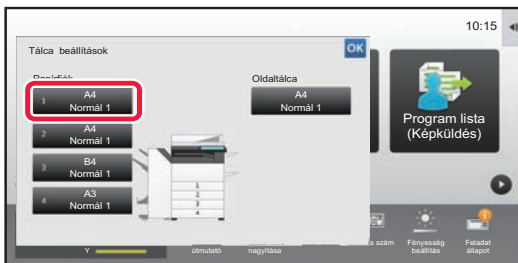 10:15
Tálca beállítások
OK
Papírfiók
Oldaltálca
1 A4
Normál 1
A4
Normál 1
2 A4
Normál 1
3 B4
Normál 1
4 A3
Normál 1
1
2
3
4
Program lista
(Képküldés)
Y
útmutató
nagyítása
s szám
Fényesség
beállítás
Feladat
állapot